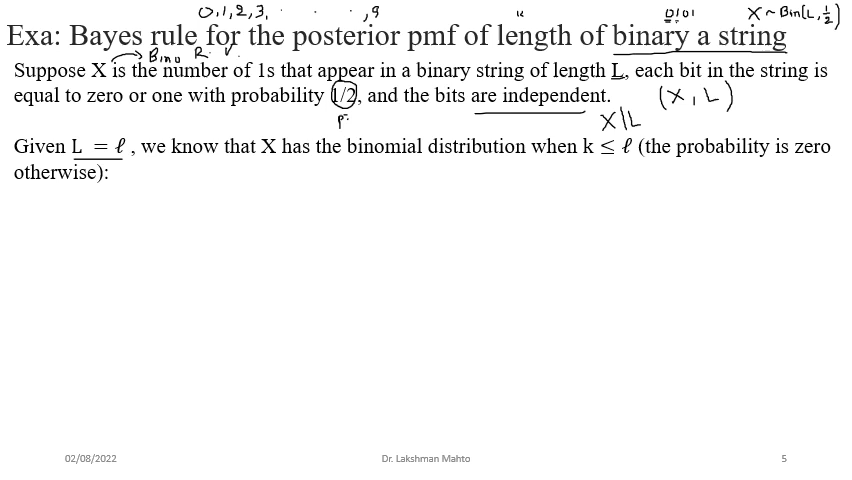 0,1,2,3, . . . ,9 k 0101 X ~ Bin(L, 1/2)
Exa: Bayes rule for the posterior pmf of length of binary a string
Bino R. V.
Suppose X is the number of 1s that appear in a binary string of length L, each bit in the string is
equal to zero or one with probability 1/2, and the bits are independent. (X, L)
p= X|L
Given L = ℓ , we know that X has the binomial distribution when k ≤ ℓ (the probability is zero
otherwise):
02/08/2022 Dr. Lakshman Mahto 5